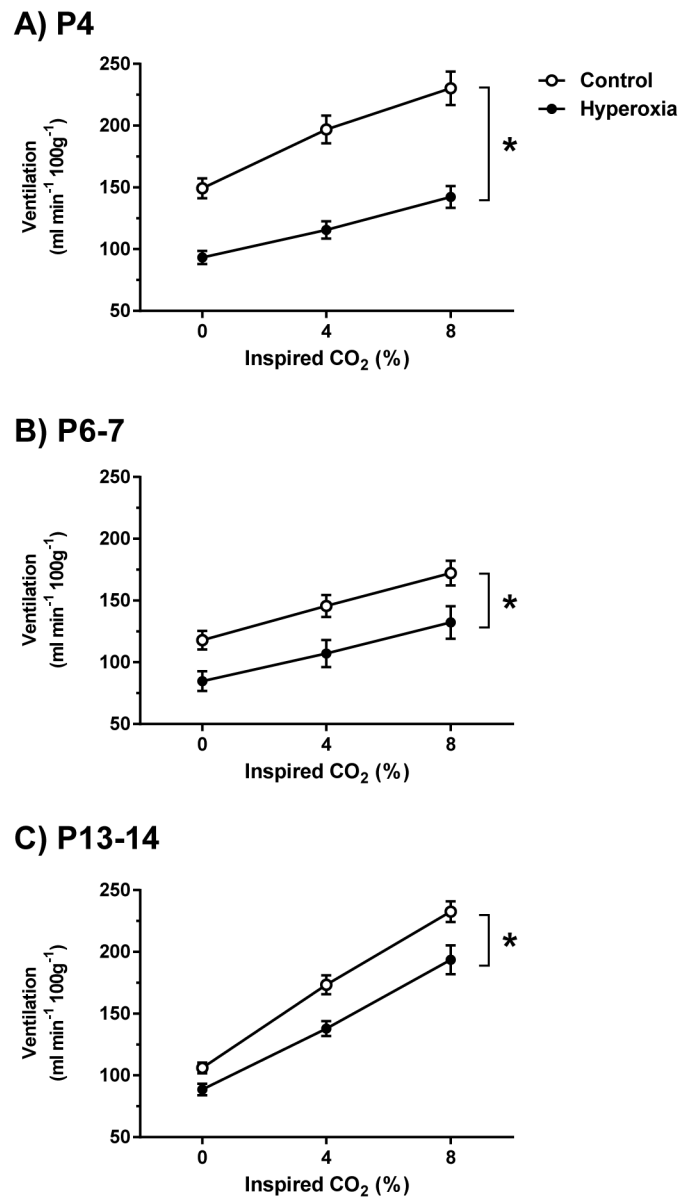 A) P4
Control
Hyperoxia
250
200
150
100
50
Ventilation
(ml min⁻¹ 100g⁻¹)
*
0 4 8
Inspired CO₂ (%)
B) P6-7
250
200
150
100
50
Ventilation
(ml min⁻¹ 100g⁻¹)
*
0 4 8
Inspired CO₂ (%)
C) P13-14
250
200
150
100
50
Ventilation
(ml min⁻¹ 100g⁻¹)
*
0 4 8
Inspired CO₂ (%)